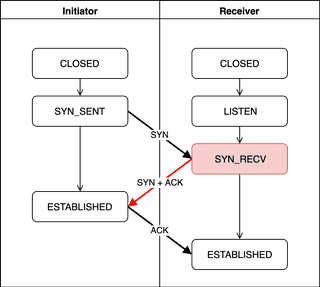 Initiator
Receiver
CLOSED
CLOSED
SYN_SENT
LISTEN
SYN
SYN_RECV
SYN + ACK
ESTABLISHED
ACK
ESTABLISHED